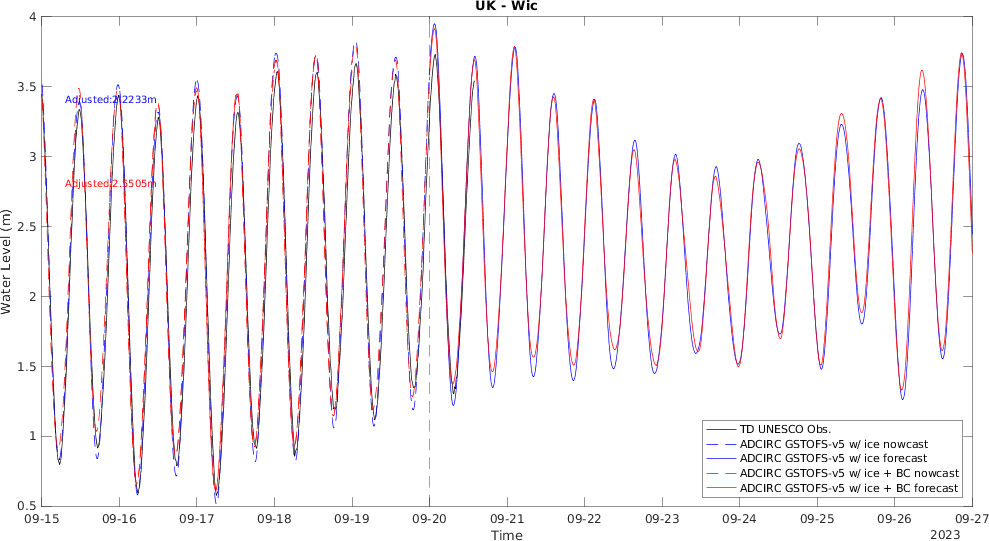 UK - Wic
4
3.5
3
2.5
2
1.5
1
0.5
Water Level (m)
Adjusted:2.2233m
Adjusted:2.5505m
TD UNESCO Obs.
ADCIRC GSTOFS-v5 w/ ice nowcast
ADCIRC GSTOFS-v5 w/ ice forecast
ADCIRC GSTOFS-v5 w/ ice + BC nowcast
ADCIRC GSTOFS-v5 w/ ice + BC forecast
09-15 09-16 09-17 09-18 09-19 09-20 09-21 09-22 09-23 09-24 09-25 09-26 09-27
Time
2023